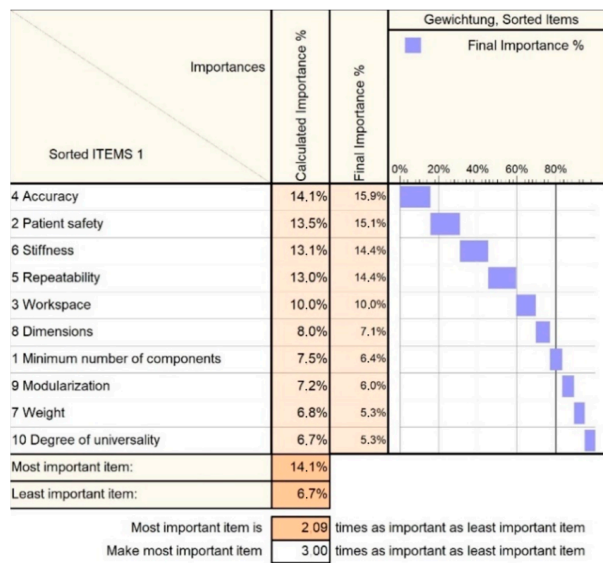 Gewichtung, Sorted Items
Importances
Calculated Importance %
Final Importance %
Final Importance %
Sorted ITEMS 1
0% 20% 40% 60% 80%
4 Accuracy 14.1% 15.9%
2 Patient safety 13.5% 15.1%
6 Stiffness 13.1% 14.4%
5 Repeatability 13.0% 14.4%
3 Workspace 10.0% 10.0%
8 Dimensions 8.0% 7.1%
1 Minimum number of components 7.5% 6.4%
9 Modularization 7.2% 6.0%
7 Weight 6.8% 5.3%
10 Degree of universality 6.7% 5.3%
Most important item: 14.1%
Least important item: 6.7%
Most important item is 2.09 times as important as least important item
Make most important item 3.00 times as important as least important item